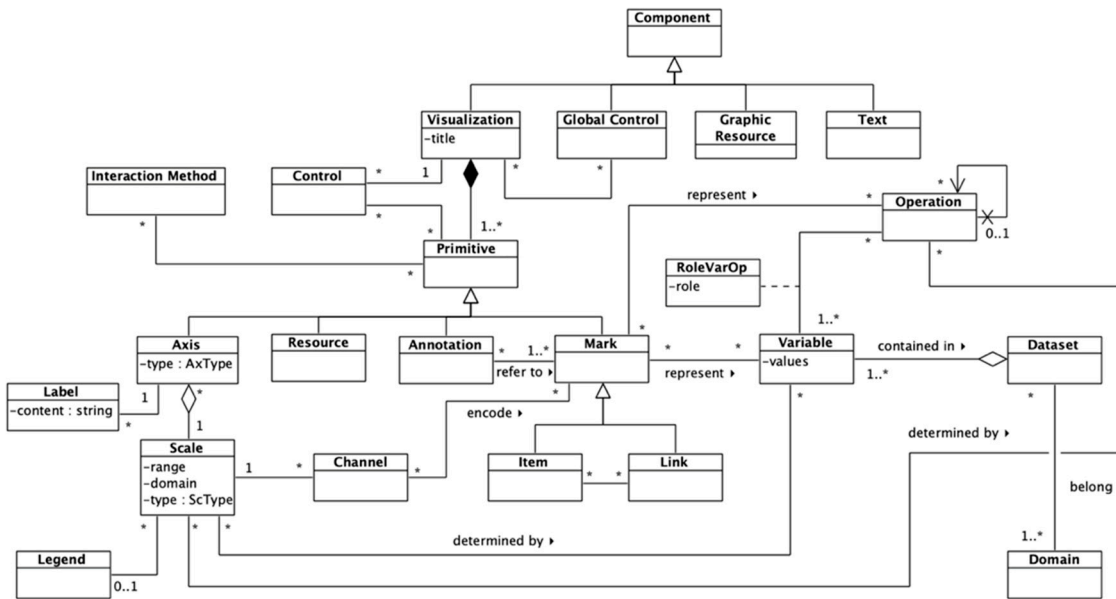 Component
Visualization
–title
Global Control
Graphic
Resource
Text
Interaction Method
Control
*
1
*
*
*
*
1..*
*
*
*
Primitive
represent
*
*
Operation
0..1
*
*
RoleVarOp
–role
1..*
Axis
–type : AxType
Resource
Annotation
*
1..*
refer to
*
Mark
*
*
represent
Variable
–values
contained in
1..*
Dataset
*
Label
–content : string
1
*
*
1
*
encode
*
determined by
Scale
–range
–domain
–type : ScType
1
*
Channel
*
Item
*
*
Link
belong
*
*
*
determined by
1..*
Legend
0..1
Domain